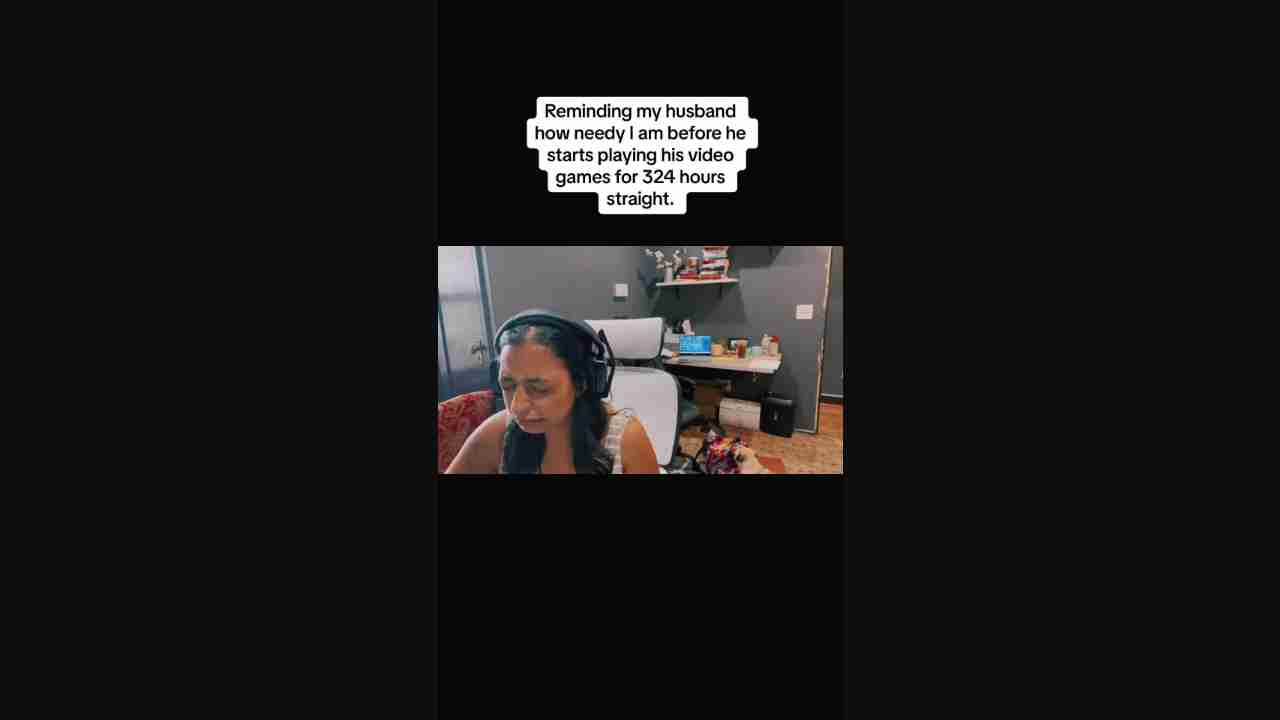 Reminding my husband
how needy I am before he
starts playing his video
games for 324 hours
straight.